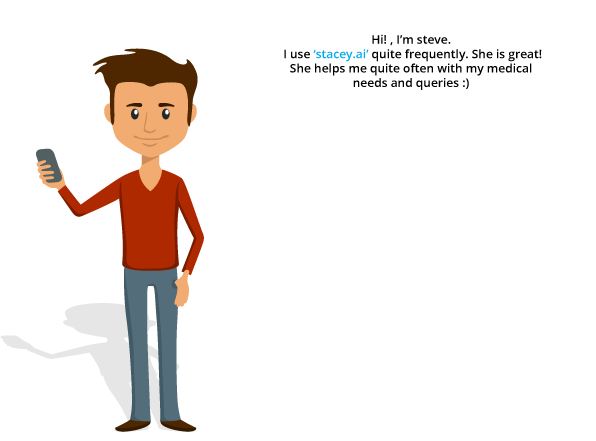 Hi! , I’m steve.
I use ‘stacey.ai’ quite frequently. She is great!
She helps me quite often with my medical
needs and queries :)